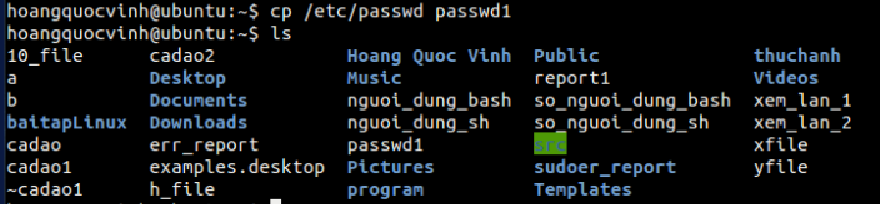 hoangquocvinh@ubuntu:~$ cp /etc/passwd passwd1
hoangquocvinh@ubuntu:~$ ls
10_file cadao2 Hoang Quoc Vinh Public thuchanh
a Desktop Music report1 Videos
b Documents nguoi_dung_bash so_nguoi_dung_bash xem_lan_1
baitapLinux Downloads nguoi_dung_sh so_nguoi_dung_sh xem_lan_2
cadao err_report passwd1 src xfile
cadao1 examples.desktop Pictures sudoer_report yfile
~cadao1 h_file program Templates